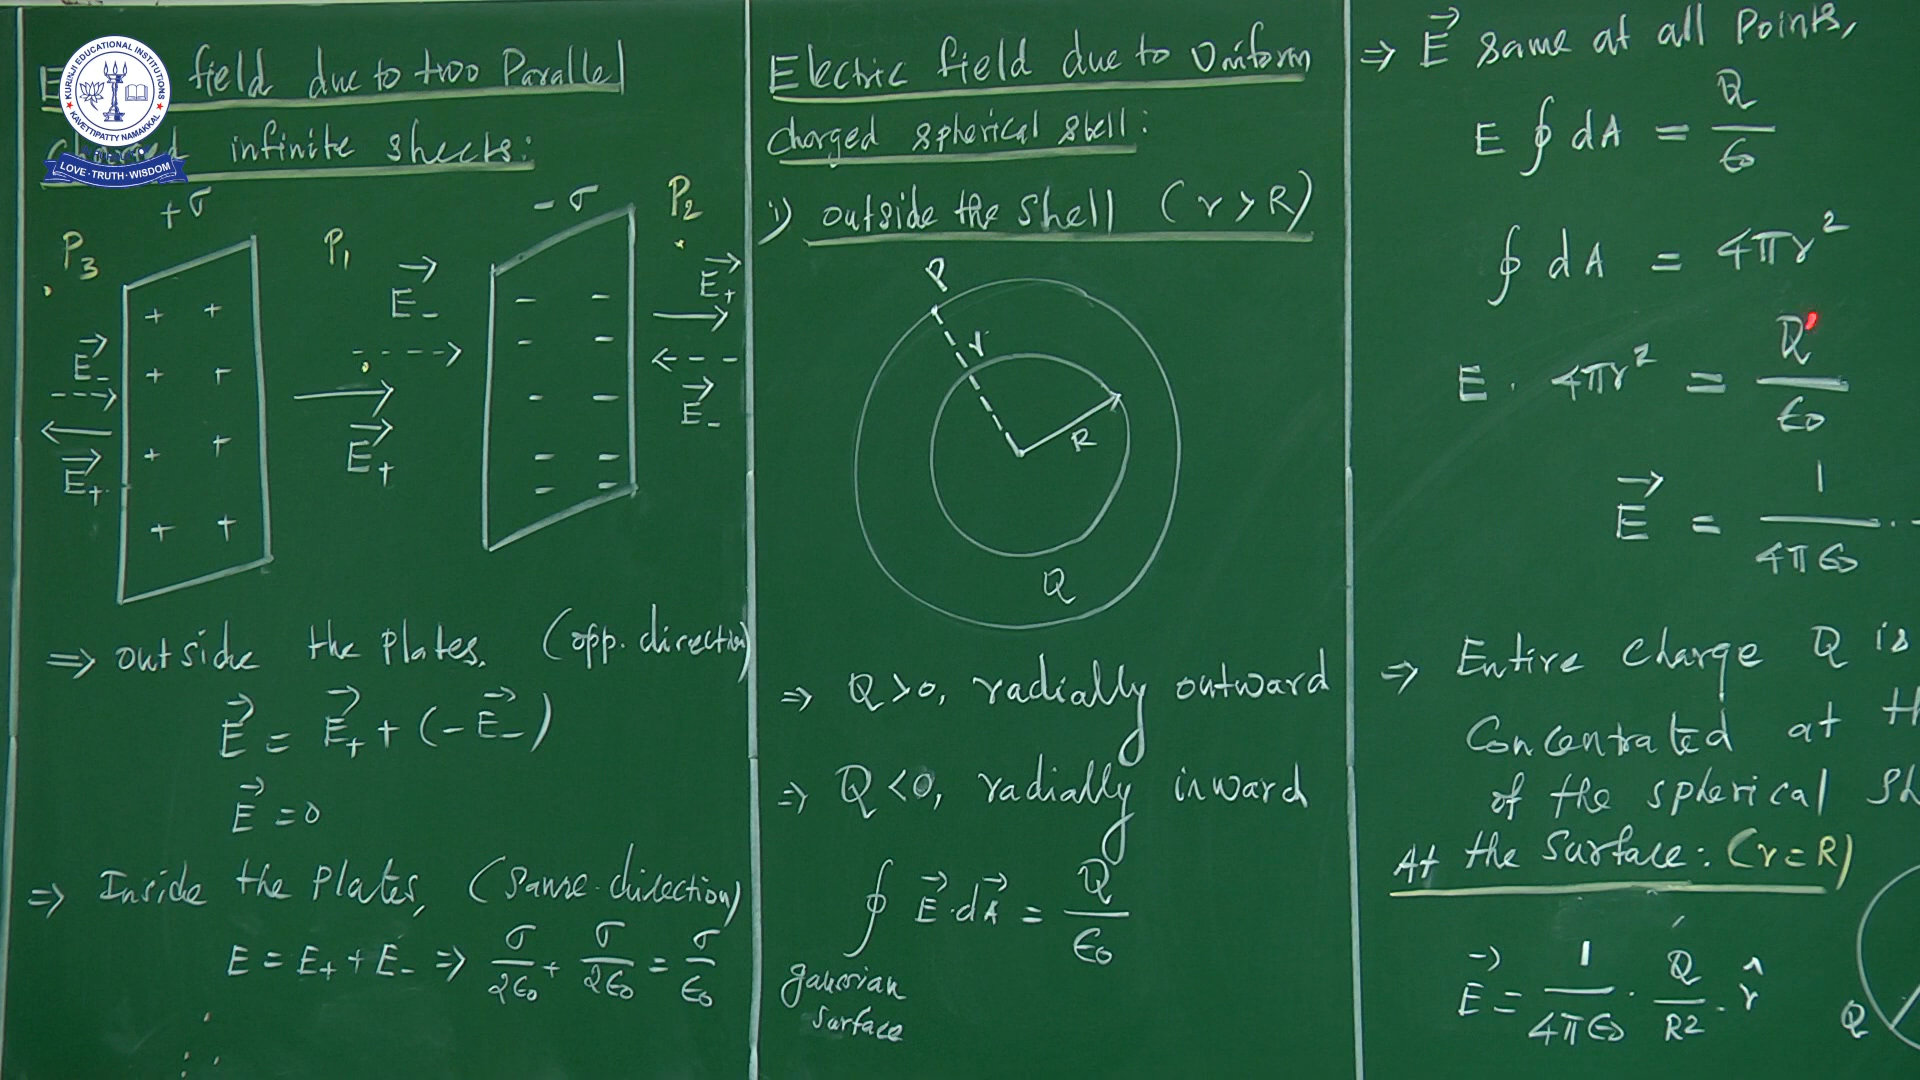 KURINJI EDUCATIONAL INSTITUTIONS
KAVETTIPATTY NAMAKKAL
LOVE · TRUTH · WISDOM
field due to two Parallel
infinite sheets:
+σ
-σ
P₃
P₁
P₂
E⃗₋
E⃗₊
E⃗₋
E⃗₊
E⃗₊
E⃗₋
+ +
+ +
+ +
+ +
- -
- -
- -
- -
- -
⇒ outside the plates. (opp. direction)
E⃗ = E⃗₊ + (-E⃗₋)
E⃗ = 0
⇒ Inside the plates, (same direction)
E = E₊ + E₋ ⇒ σ/2ϵ₀ + σ/2ϵ₀ = σ/ϵ₀
Electric field due to Uniform
charged spherical shell:
i) outside the shell (r > R)
P
r
R
Q
⇒ Q > 0, radially outward
⇒ Q < 0, radially inward
∮ E⃗ · dA⃗ = Q/ϵ₀
gaussian
surface
⇒ E⃗ same at all points,
E ∮ dA = Q/ϵ₀
∮ dA = 4πr²
E · 4πr² = Q/ϵ₀
E⃗ = 1/4πϵ₀ ·
⇒ Entire charge Q is
Concentrated at
of the spherical
At the surface: (r = R)
E⃗ = 1/4πϵ₀ · Q/R² · r̂
Q